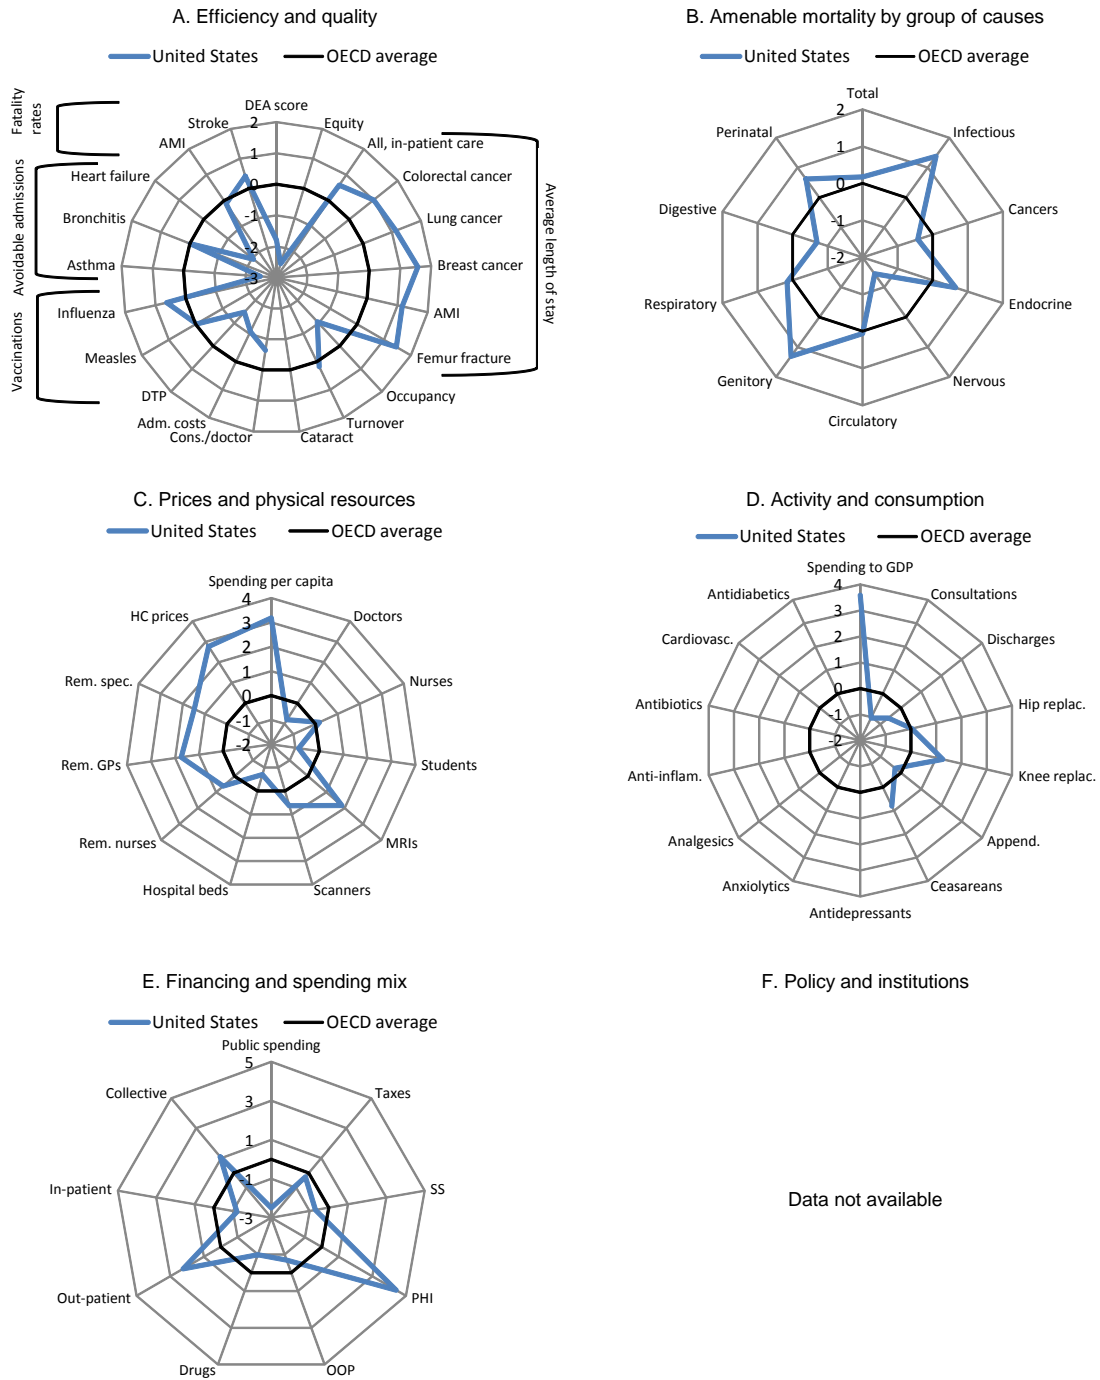 A. Efficiency and quality
United States
OECD average
Fatality
rates
Avoidable admissions
Vaccinations
Average length of stay
DEA score
Equity
All, in-patient care
Colorectal cancer
Lung cancer
Breast cancer
AMI
Femur fracture
Occupancy
Turnover
Cataract
Cons./doctor
Adm. costs
DTP
Measles
Influenza
Asthma
Bronchitis
Heart failure
AMI
Stroke
2
1
0
-1
-2
-3
B. Amenable mortality by group of causes
United States
OECD average
Total
Infectious
Cancers
Endocrine
Nervous
Circulatory
Genitory
Respiratory
Digestive
Perinatal
2
1
0
-1
-2
C. Prices and physical resources
United States
OECD average
Spending per capita
Doctors
Nurses
Students
MRIs
Scanners
Hospital beds
Rem. nurses
Rem. GPs
Rem. spec.
HC prices
4
3
2
1
0
-1
-2
D. Activity and consumption
United States
OECD average
Spending to GDP
Consultations
Discharges
Hip replac.
Knee replac.
Append.
Ceasareans
Antidepressants
Anxiolytics
Analgesics
Anti-inflam.
Antibiotics
Cardiovasc.
Antidiabetics
4
3
2
1
0
-1
-2
E. Financing and spending mix
United States
OECD average
Public spending
Taxes
SS
PHI
OOP
Drugs
Out-patient
In-patient
Collective
5
3
1
-1
-3
F. Policy and institutions
Data not available